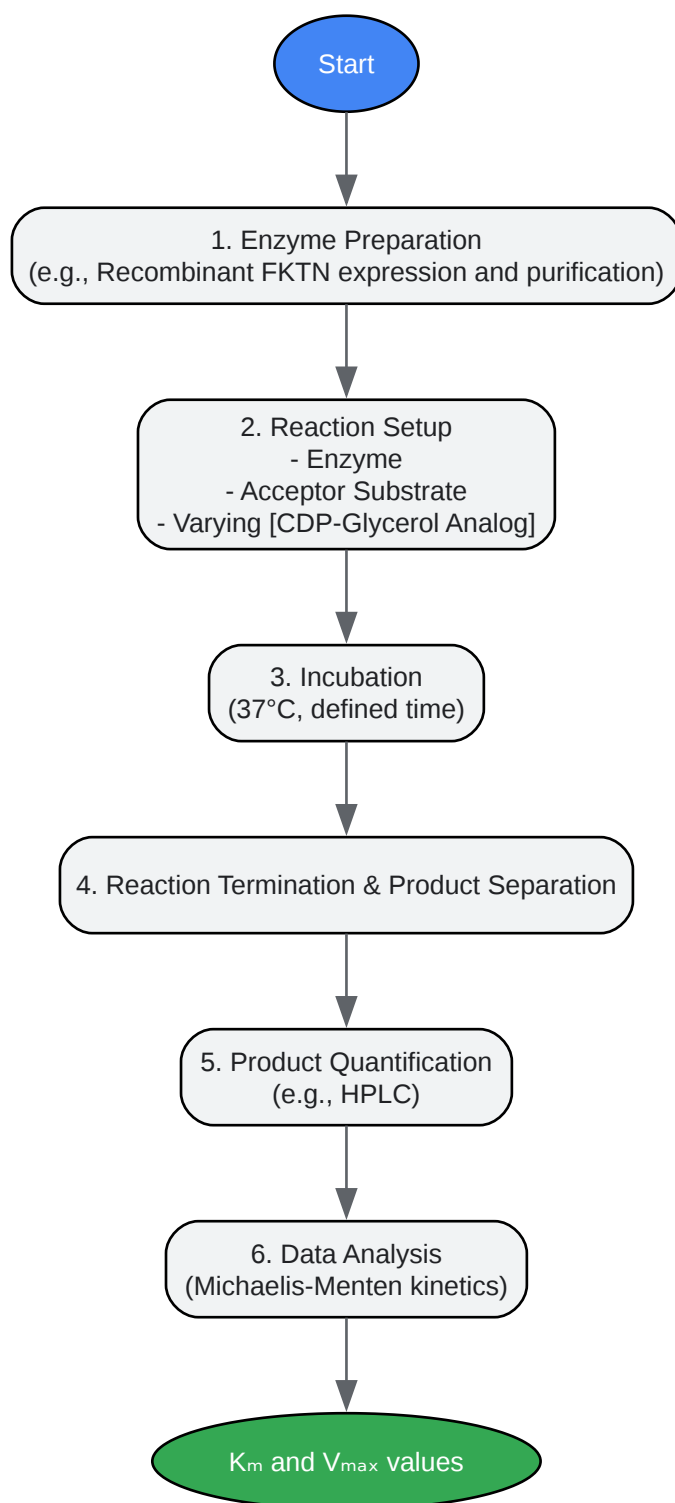 Start
1. Enzyme Preparation
(e.g., Recombinant FKTN expression and purification)
2. Reaction Setup
- Enzyme
- Acceptor Substrate
- Varying [CDP-Glycerol Analog]
3. Incubation
(37°C, defined time)
4. Reaction Termination & Product Separation
5. Product Quantification
(e.g., HPLC)
6. Data Analysis
(Michaelis-Menten kinetics)
Kₘ and Vₘₐₓ values